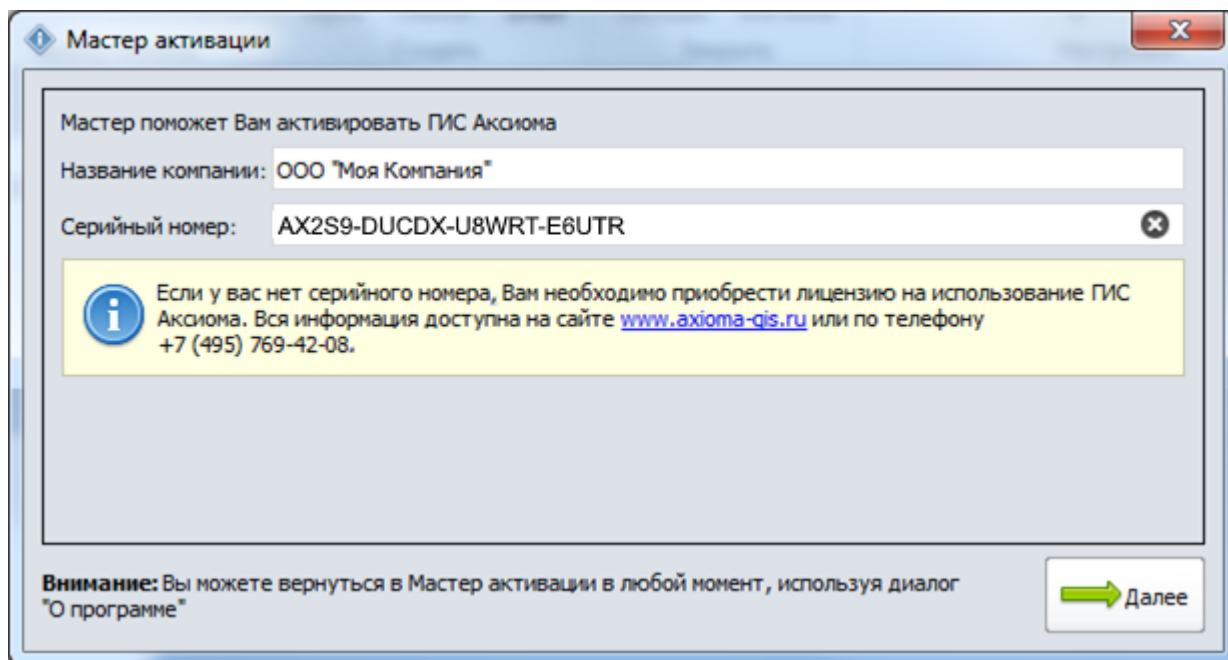 Мастер активации
Мастер поможет Вам активировать ГИС Аксиома
Название компании: ООО "Моя Компания"
Серийный номер: AX2S9-DUCDX-U8WRT-E6UTR
Если у вас нет серийного номера, Вам необходимо приобрести лицензию на использование ГИС
Аксиома. Вся информация доступна на сайте www.axioma-gis.ru или по телефону
+7 (495) 769-42-08.
Внимание: Вы можете вернуться в Мастер активации в любой момент, используя диалог
"О программе"
Далее